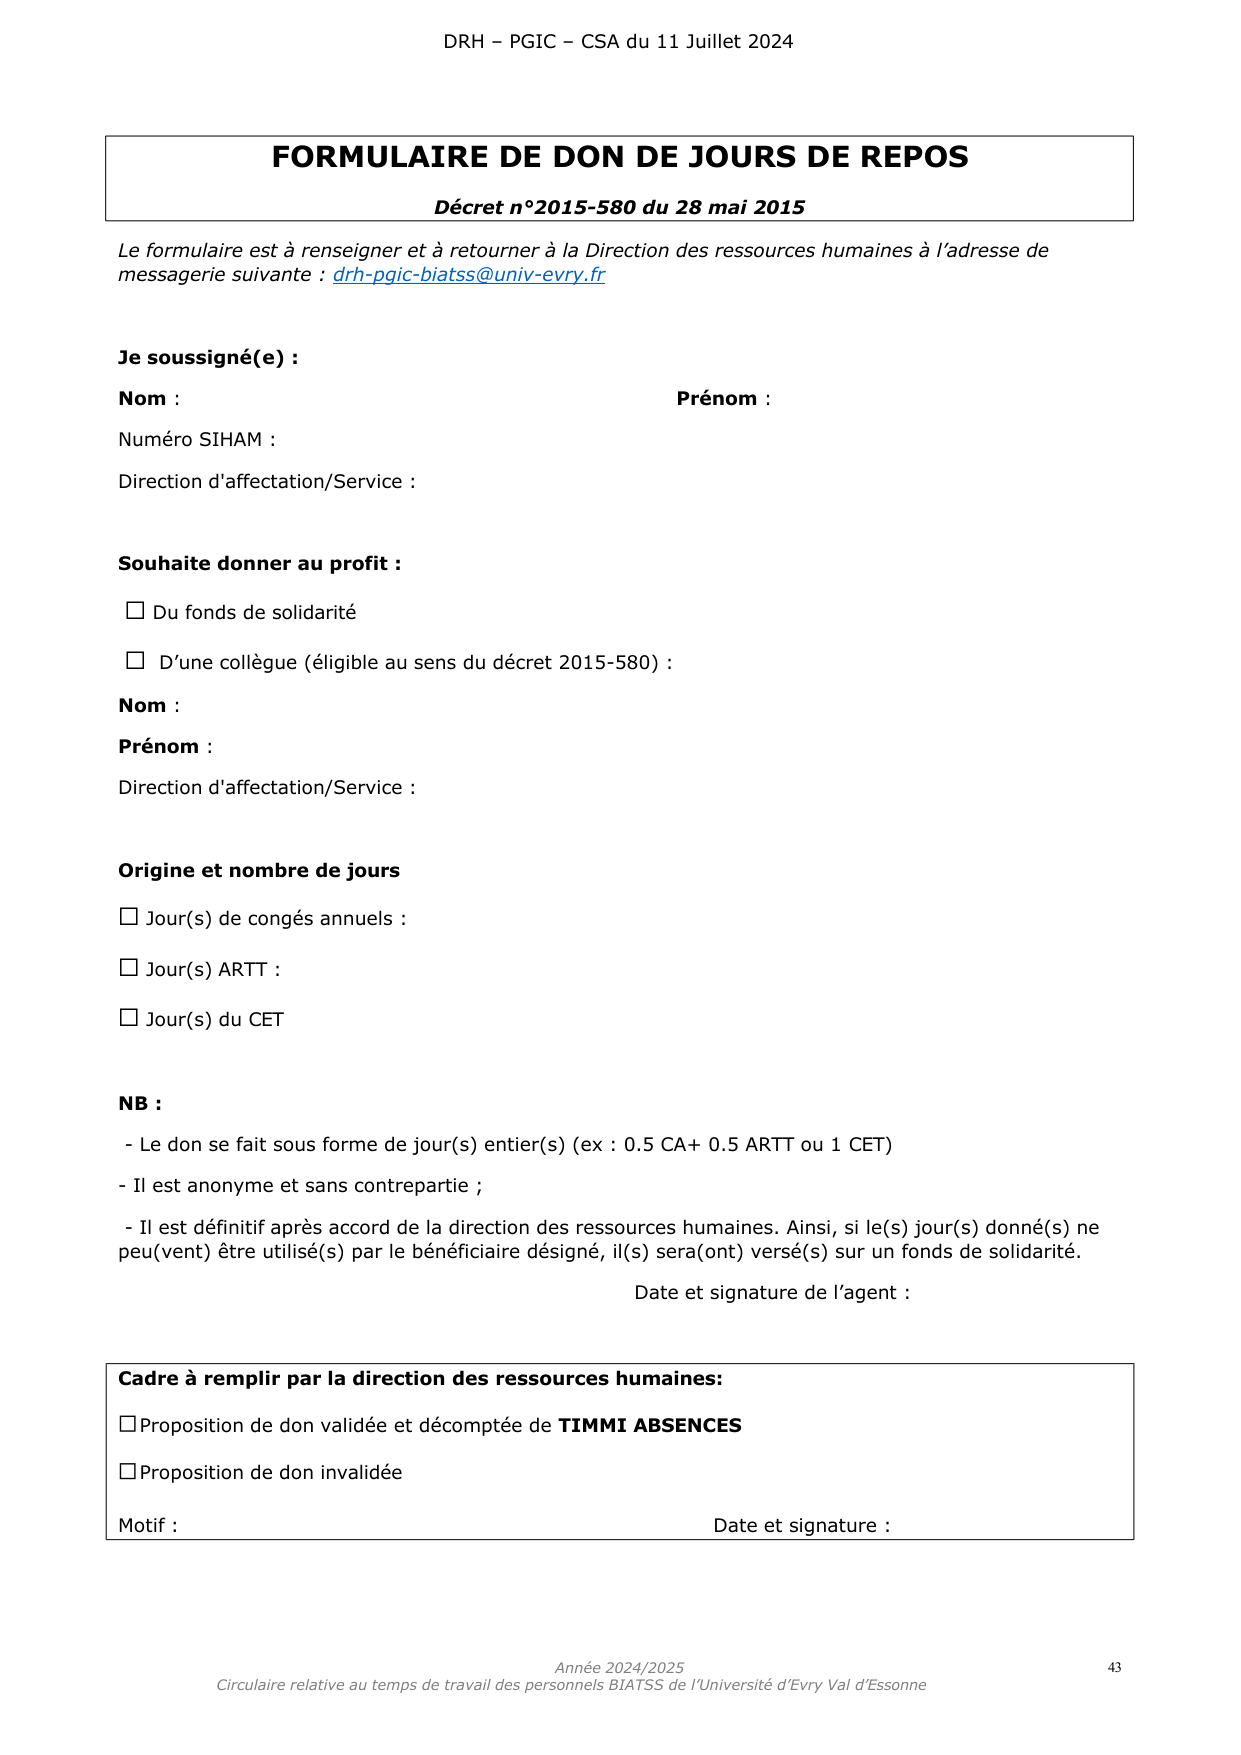 DRH – PGIC – CSA du 11 Juillet 2024
FORMULAIRE DE DON DE JOURS DE REPOS
Décret n°2015-580 du 28 mai 2015
Le formulaire est à renseigner et à retourner à la Direction des ressources humaines à l’adresse de
messagerie suivante : drh-pgic-biatss@univ-evry.fr
Je soussigné(e) :
Nom : Prénom :
Numéro SIHAM :
Direction d'affectation/Service :
Souhaite donner au profit :
☐ Du fonds de solidarité
☐ D’une collègue (éligible au sens du décret 2015-580) :
Nom :
Prénom :
Direction d'affectation/Service :
Origine et nombre de jours
☐ Jour(s) de congés annuels :
☐ Jour(s) ARTT :
☐ Jour(s) du CET
NB :
- Le don se fait sous forme de jour(s) entier(s) (ex : 0.5 CA+ 0.5 ARTT ou 1 CET)
- Il est anonyme et sans contrepartie ;
- Il est définitif après accord de la direction des ressources humaines. Ainsi, si le(s) jour(s) donné(s) ne
peu(vent) être utilisé(s) par le bénéficiaire désigné, il(s) sera(ont) versé(s) sur un fonds de solidarité.
Date et signature de l’agent :
Cadre à remplir par la direction des ressources humaines:
☐Proposition de don validée et décomptée de TIMMI ABSENCES
☐Proposition de don invalidée
Motif : Date et signature :
Année 2024/2025 43
Circulaire relative au temps de travail des personnels BIATSS de l’Université d’Evry Val d’Essonne